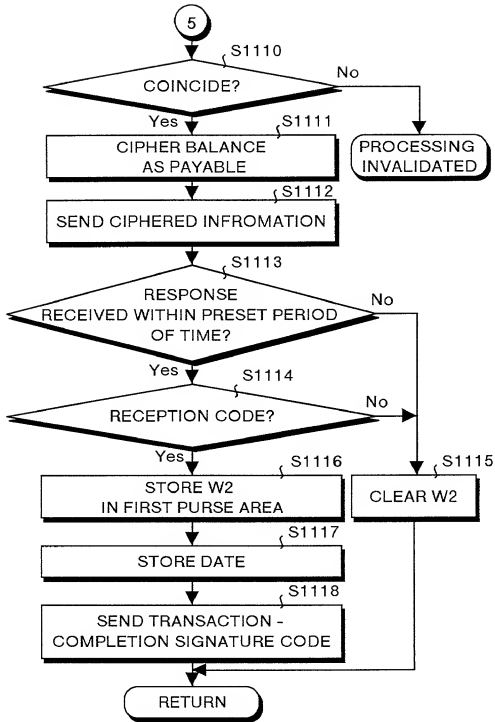 5
S1110
COINCIDE?
No
Yes
S1111
CIPHER BALANCE
AS PAYABLE
PROCESSING
INVALIDATED
S1112
SEND CIPHERED INFROMATION
S1113
RESPONSE
RECEIVED WITHIN PRESET PERIOD
OF TIME?
No
Yes
S1114
RECEPTION CODE?
No
Yes
S1116
STORE W2
IN FIRST PURSE AREA
S1115
CLEAR W2
S1117
STORE DATE
S1118
SEND TRANSACTION -
COMPLETION SIGNATURE CODE
RETURN